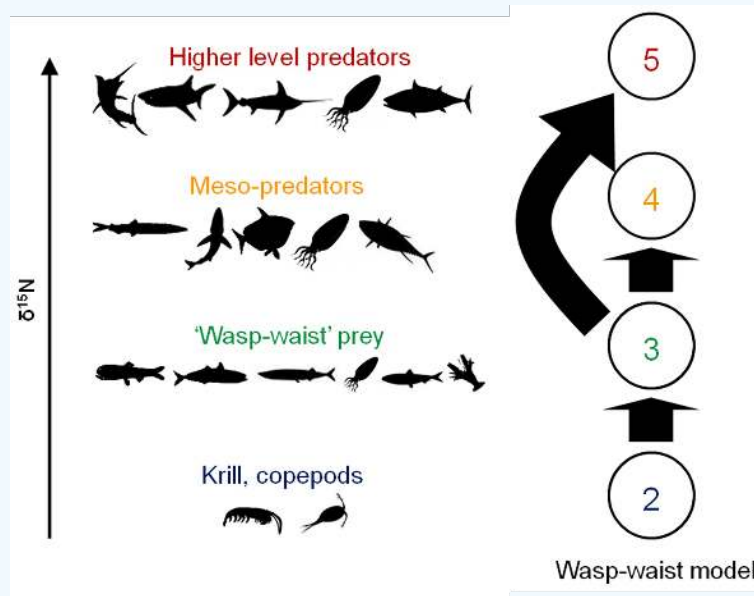 Higher level predators
5
Meso-predators
4
δ15N
'Wasp-waist' prey
3
Krill, copepods
2
Wasp-waist model